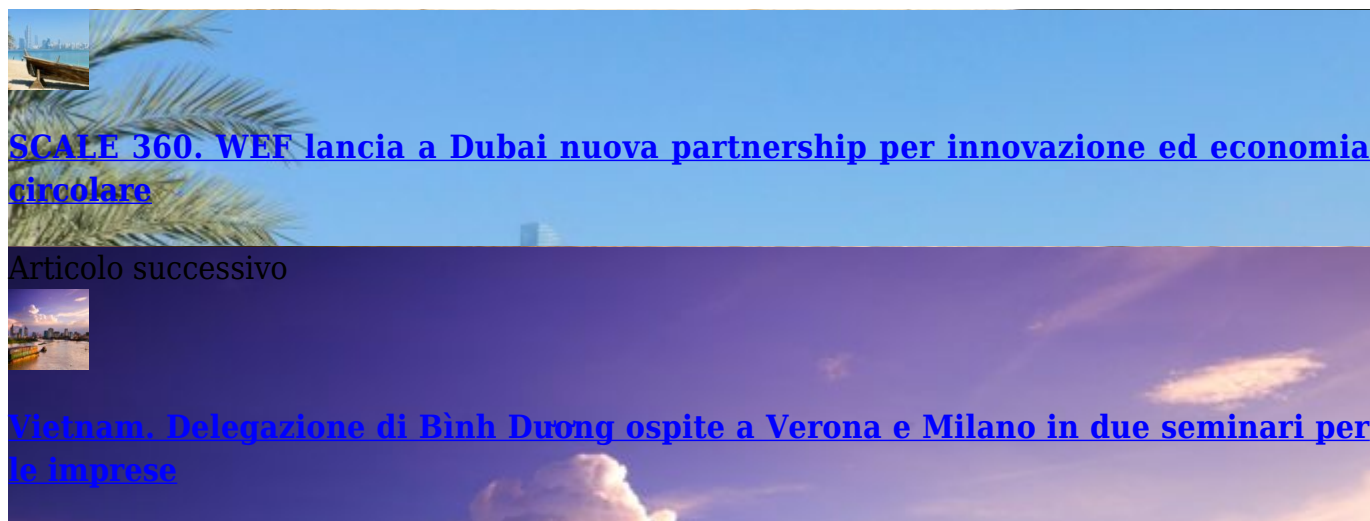 SCALE 360. WEF lancia a Dubai nuova partnership per innovazione ed economia
circolare
Articolo successivo
Vietnam. Delegazione di Bình Dương ospite a Verona e Milano in due seminari per
le imprese